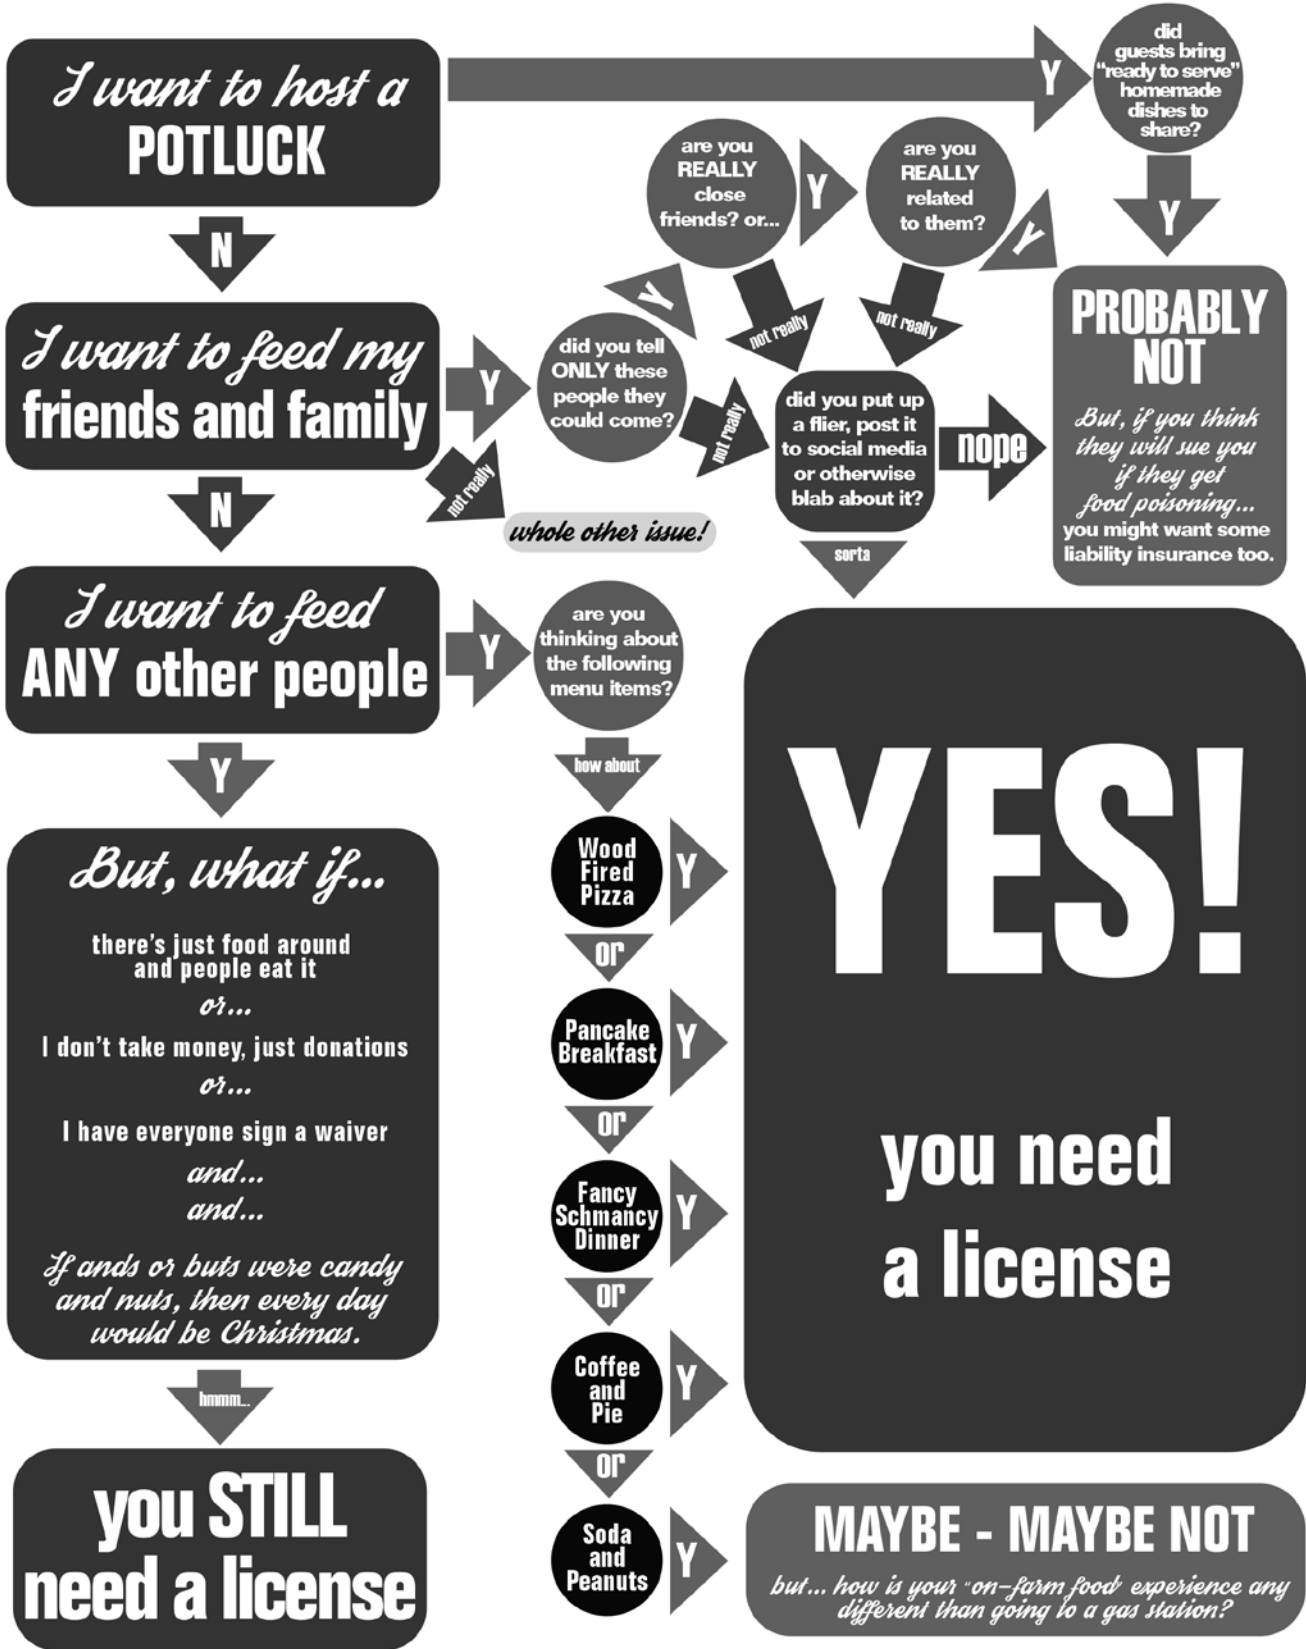 I want to host a
POTLUCK
Y
did
guests bring
“ready to serve”
homemade
dishes to
share?
Y
N
I want to feed my
friends and family
Y
did you tell
ONLY these
people they
could come?
Y
are you
REALLY
close
friends? or...
Y
are you
REALLY
related
to them?
Y
not really
not really
not really
did you put up
a flier, post it
to social media
or otherwise
blab about it?
nope
PROBABLY
NOT
But, if you think
they will sue you
if they get
food poisoning...
you might want some
liability insurance too.
sorta
not really
whole other issue!
N
I want to feed
ANY other people
Y
are you
thinking about
the following
menu items?
how about
Wood
Fired
Pizza
Y
or
Pancake
Breakfast
Y
or
Fancy
Schmancy
Dinner
Y
or
Coffee
and
Pie
Y
or
Soda
and
Peanuts
Y
YES!
you need
a license
MAYBE - MAYBE NOT
but... how is your "on-farm food" experience any
different than going to a gas station?
Y
But, what if...
there's just food around
and people eat it
or...
I don't take money, just donations
or...
I have everyone sign a waiver
and...
and...
If ands or buts were candy
and nuts, then every day
would be Christmas.
hmmm...
you STILL
need a license